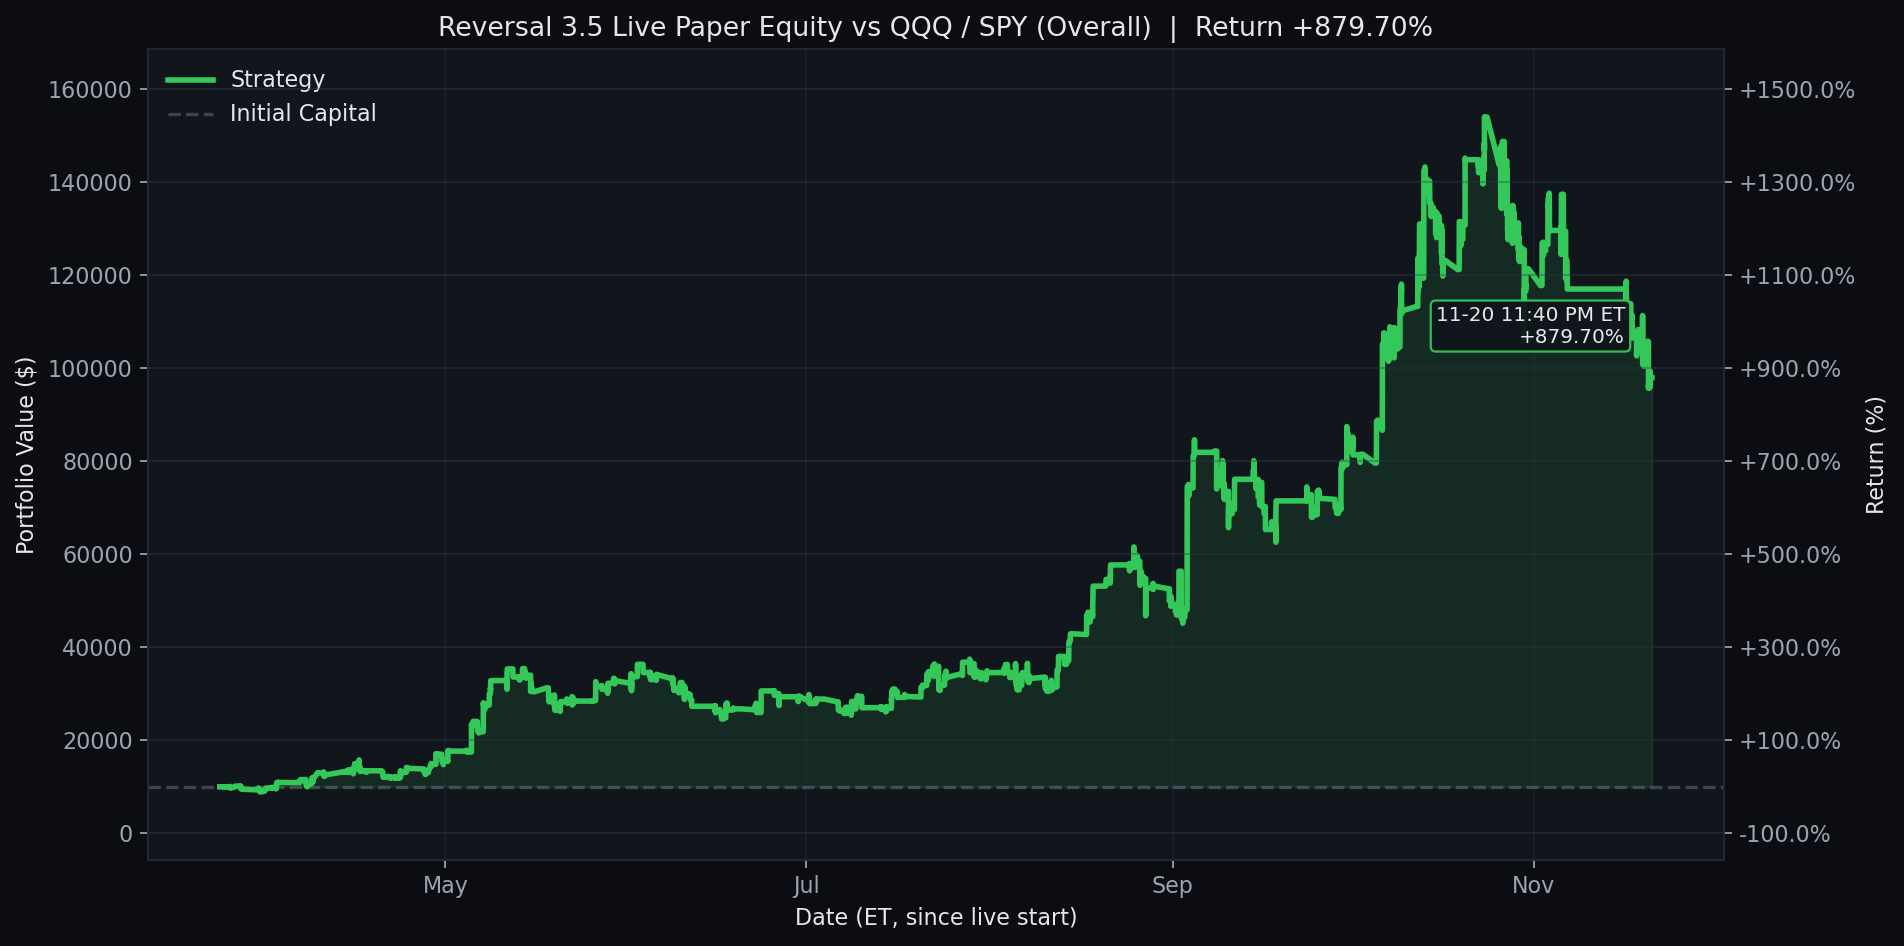 Reversal 3.5 Live Paper Equity vs QQQ / SPY (Overall)  |  Return +879.70%
Strategy
Initial Capital
Portfolio Value ($)
160000
140000
120000
100000
80000
60000
40000
20000
0
+1500.0%
+1300.0%
+1100.0%
+900.0%
+700.0%
+500.0%
+300.0%
+100.0%
-100.0%
Return (%)
11-20 11:40 PM ET
+879.70%
May
Jul
Sep
Nov
Date (ET, since live start)